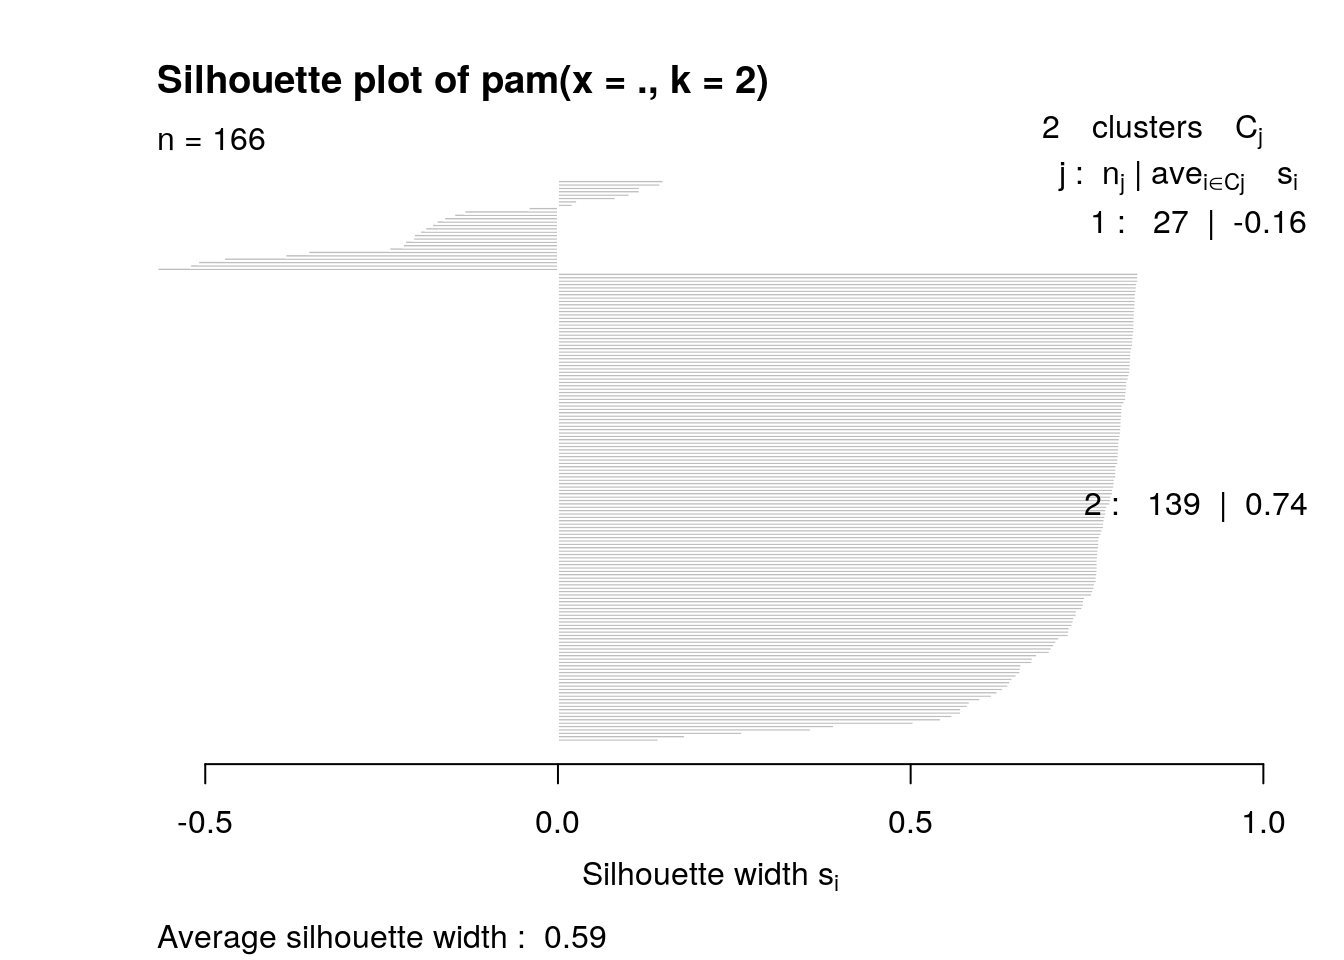 Silhouette plot of pam(x = ., k = 2)
n = 166
2 clusters Cj
j : nj | avei∈Cj si
1 : 27 | -0.16
2 : 139 | 0.74
-0.5 0.0 0.5 1.0
Silhouette width si
Average silhouette width : 0.59